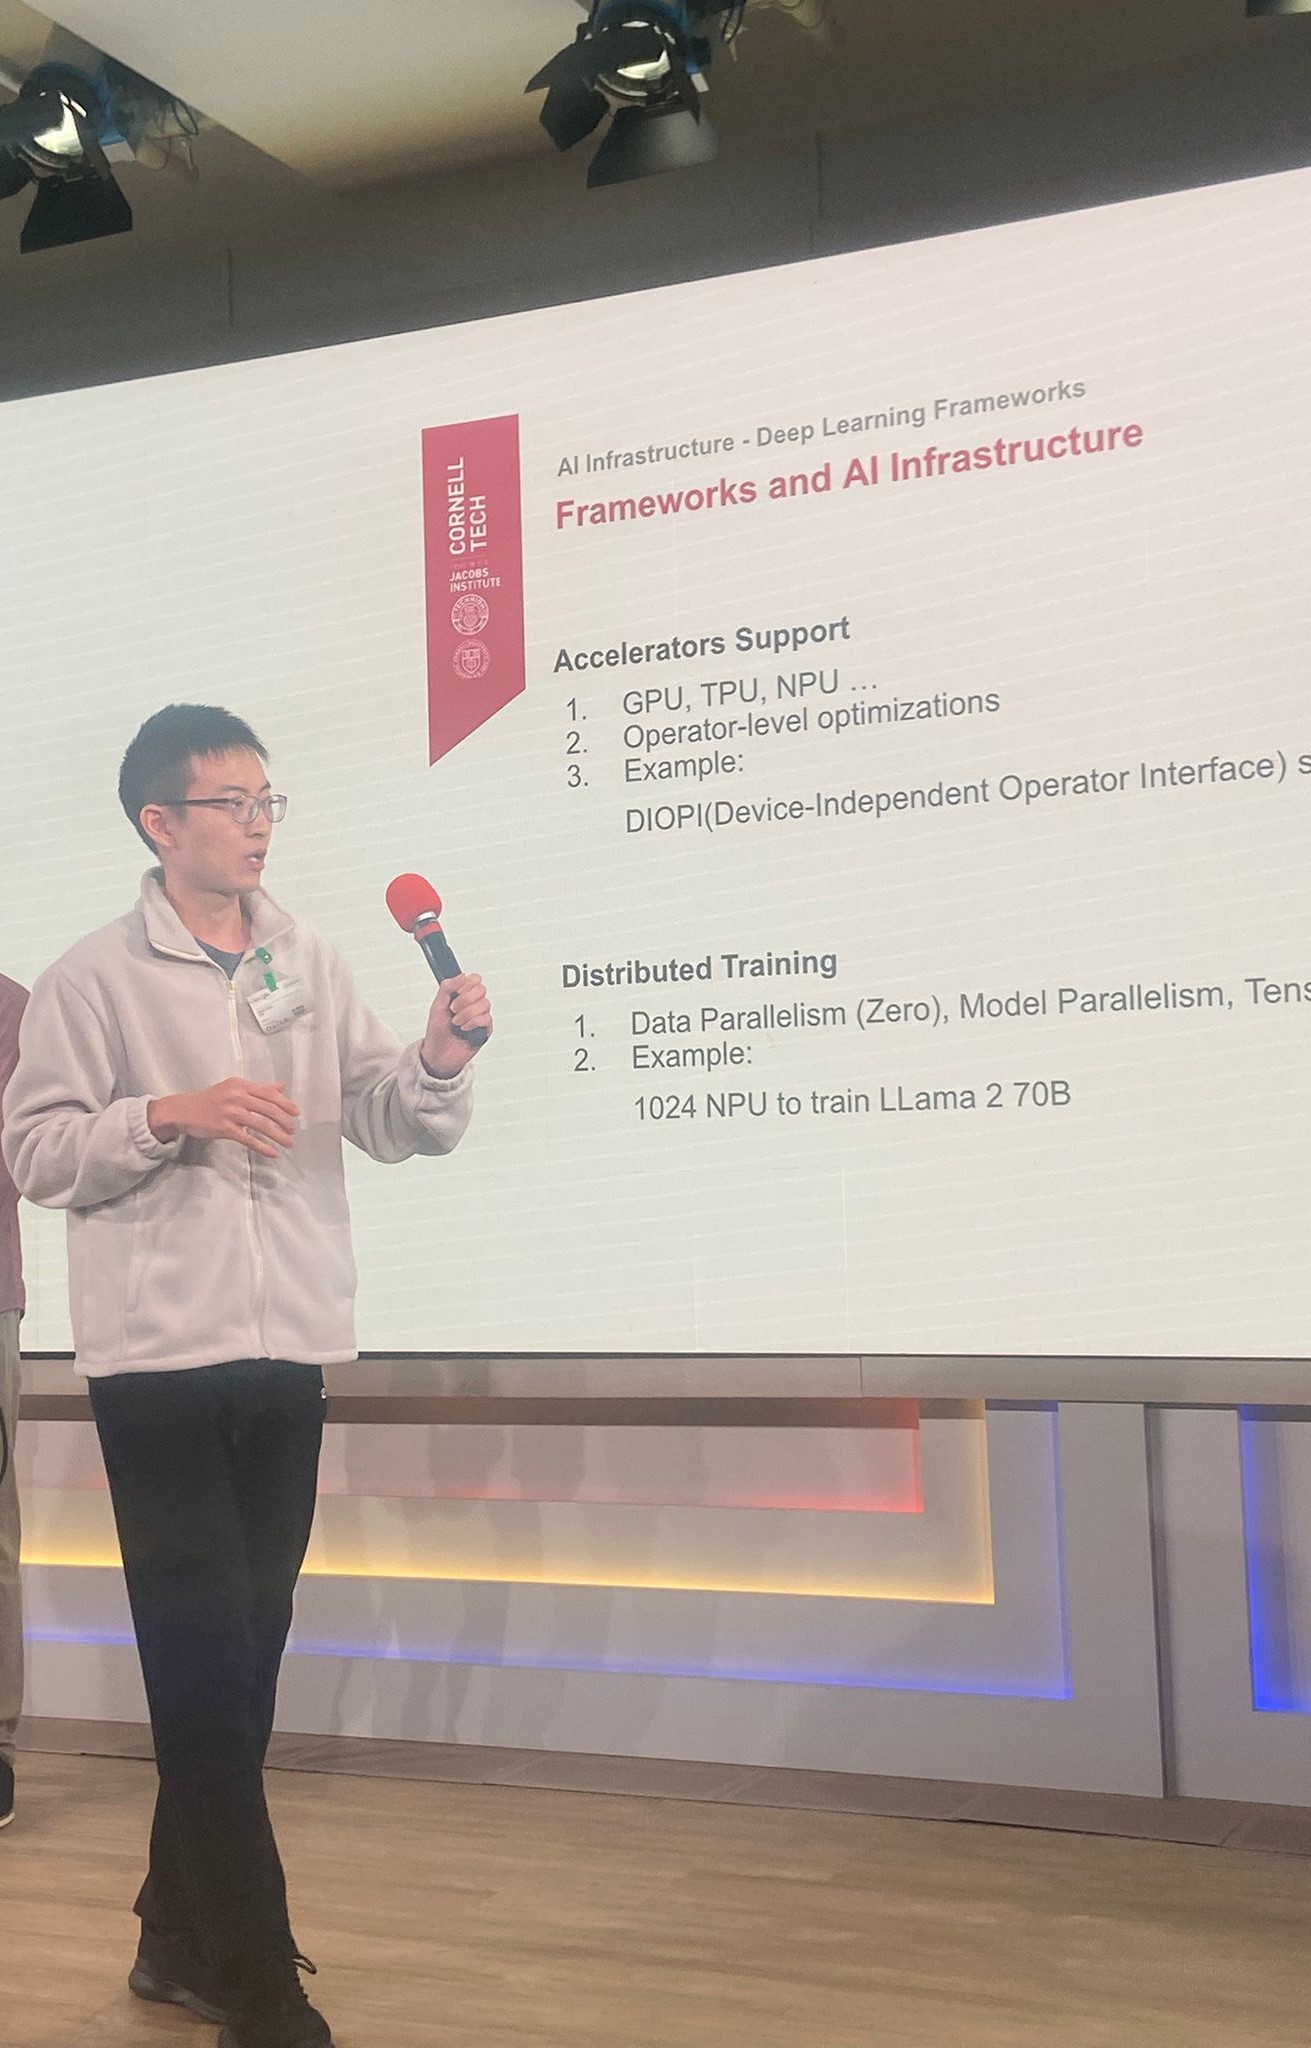 AI Infrastructure - Deep Learning Frameworks
Frameworks and AI Infrastructure
CORNELL
TECH
JACOBS
INSTITUTE
Accelerators Support
1. GPU, TPU, NPU ...
2. Operator-level optimizations
3. Example:
DIOPI(Device-Independent Operator Interface) s
Distributed Training
1. Data Parallelism (Zero), Model Parallelism, Tens
2. Example:
1024 NPU to train LLama 2 70B